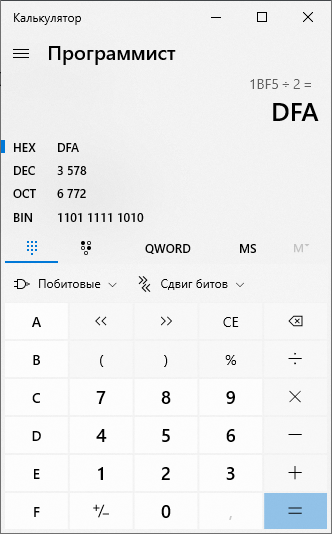 Калькулятор
Программист
1BF5 ÷ 2 =
DFA
HEX DFA
DEC 3 578
OCT 6 772
BIN 1101 1111 1010
QWORD MS M˅
Побитовые Сдвиг битов
A << >> CE
B ( ) % ÷
C 7 8 9 ×
D 4 5 6 −
E 1 2 3 +
F +/− 0 , =